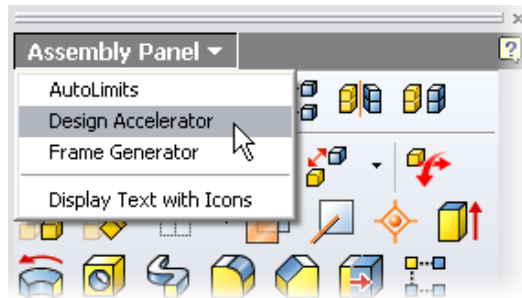 Assembly Panel
AutoLimits
Design Accelerator
Frame Generator
Display Text with Icons